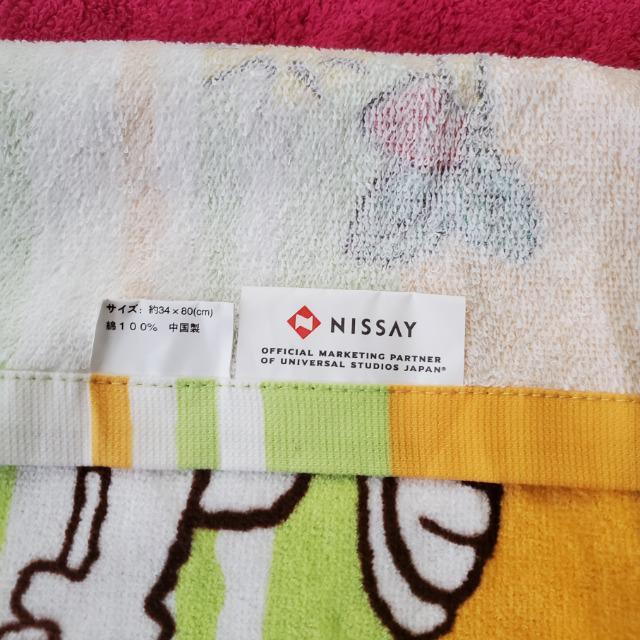 サイズ: 約34×80(cm)
綿100% 中国製
NISSAY
OFFICIAL MARKETING PARTNER
OF UNIVERSAL STUDIOS JAPAN®